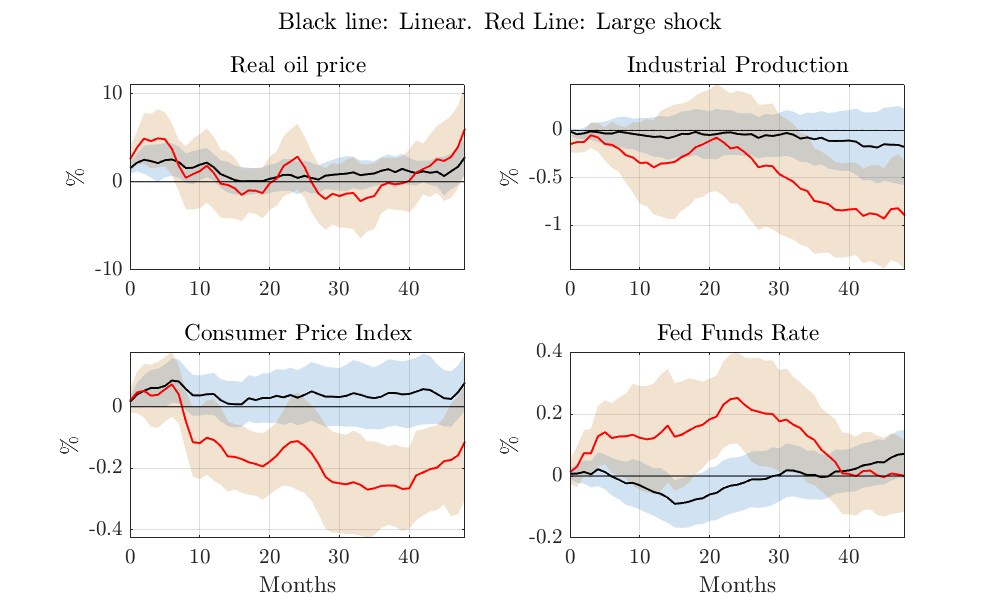 Black line: Linear. Red Line: Large shock
Real oil price
Industrial Production
10
0
-10
%
0 10 20 30 40
0
-0.5
-1
%
0 10 20 30 40
Consumer Price Index
Fed Funds Rate
0
-0.2
-0.4
%
0 10 20 30 40
Months
0.4
0.2
0
-0.2
%
0 10 20 30 40
Months